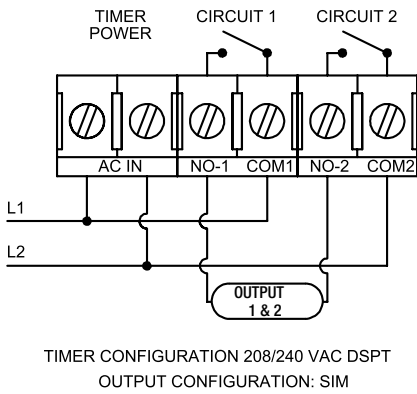 TIMER
POWER
CIRCUIT 1
CIRCUIT 2
AC IN
NO-1
COM1
NO-2
COM2
L1
L2
OUTPUT
1 & 2
TIMER CONFIGURATION 208/240 VAC DSPT
OUTPUT CONFIGURATION: SIM